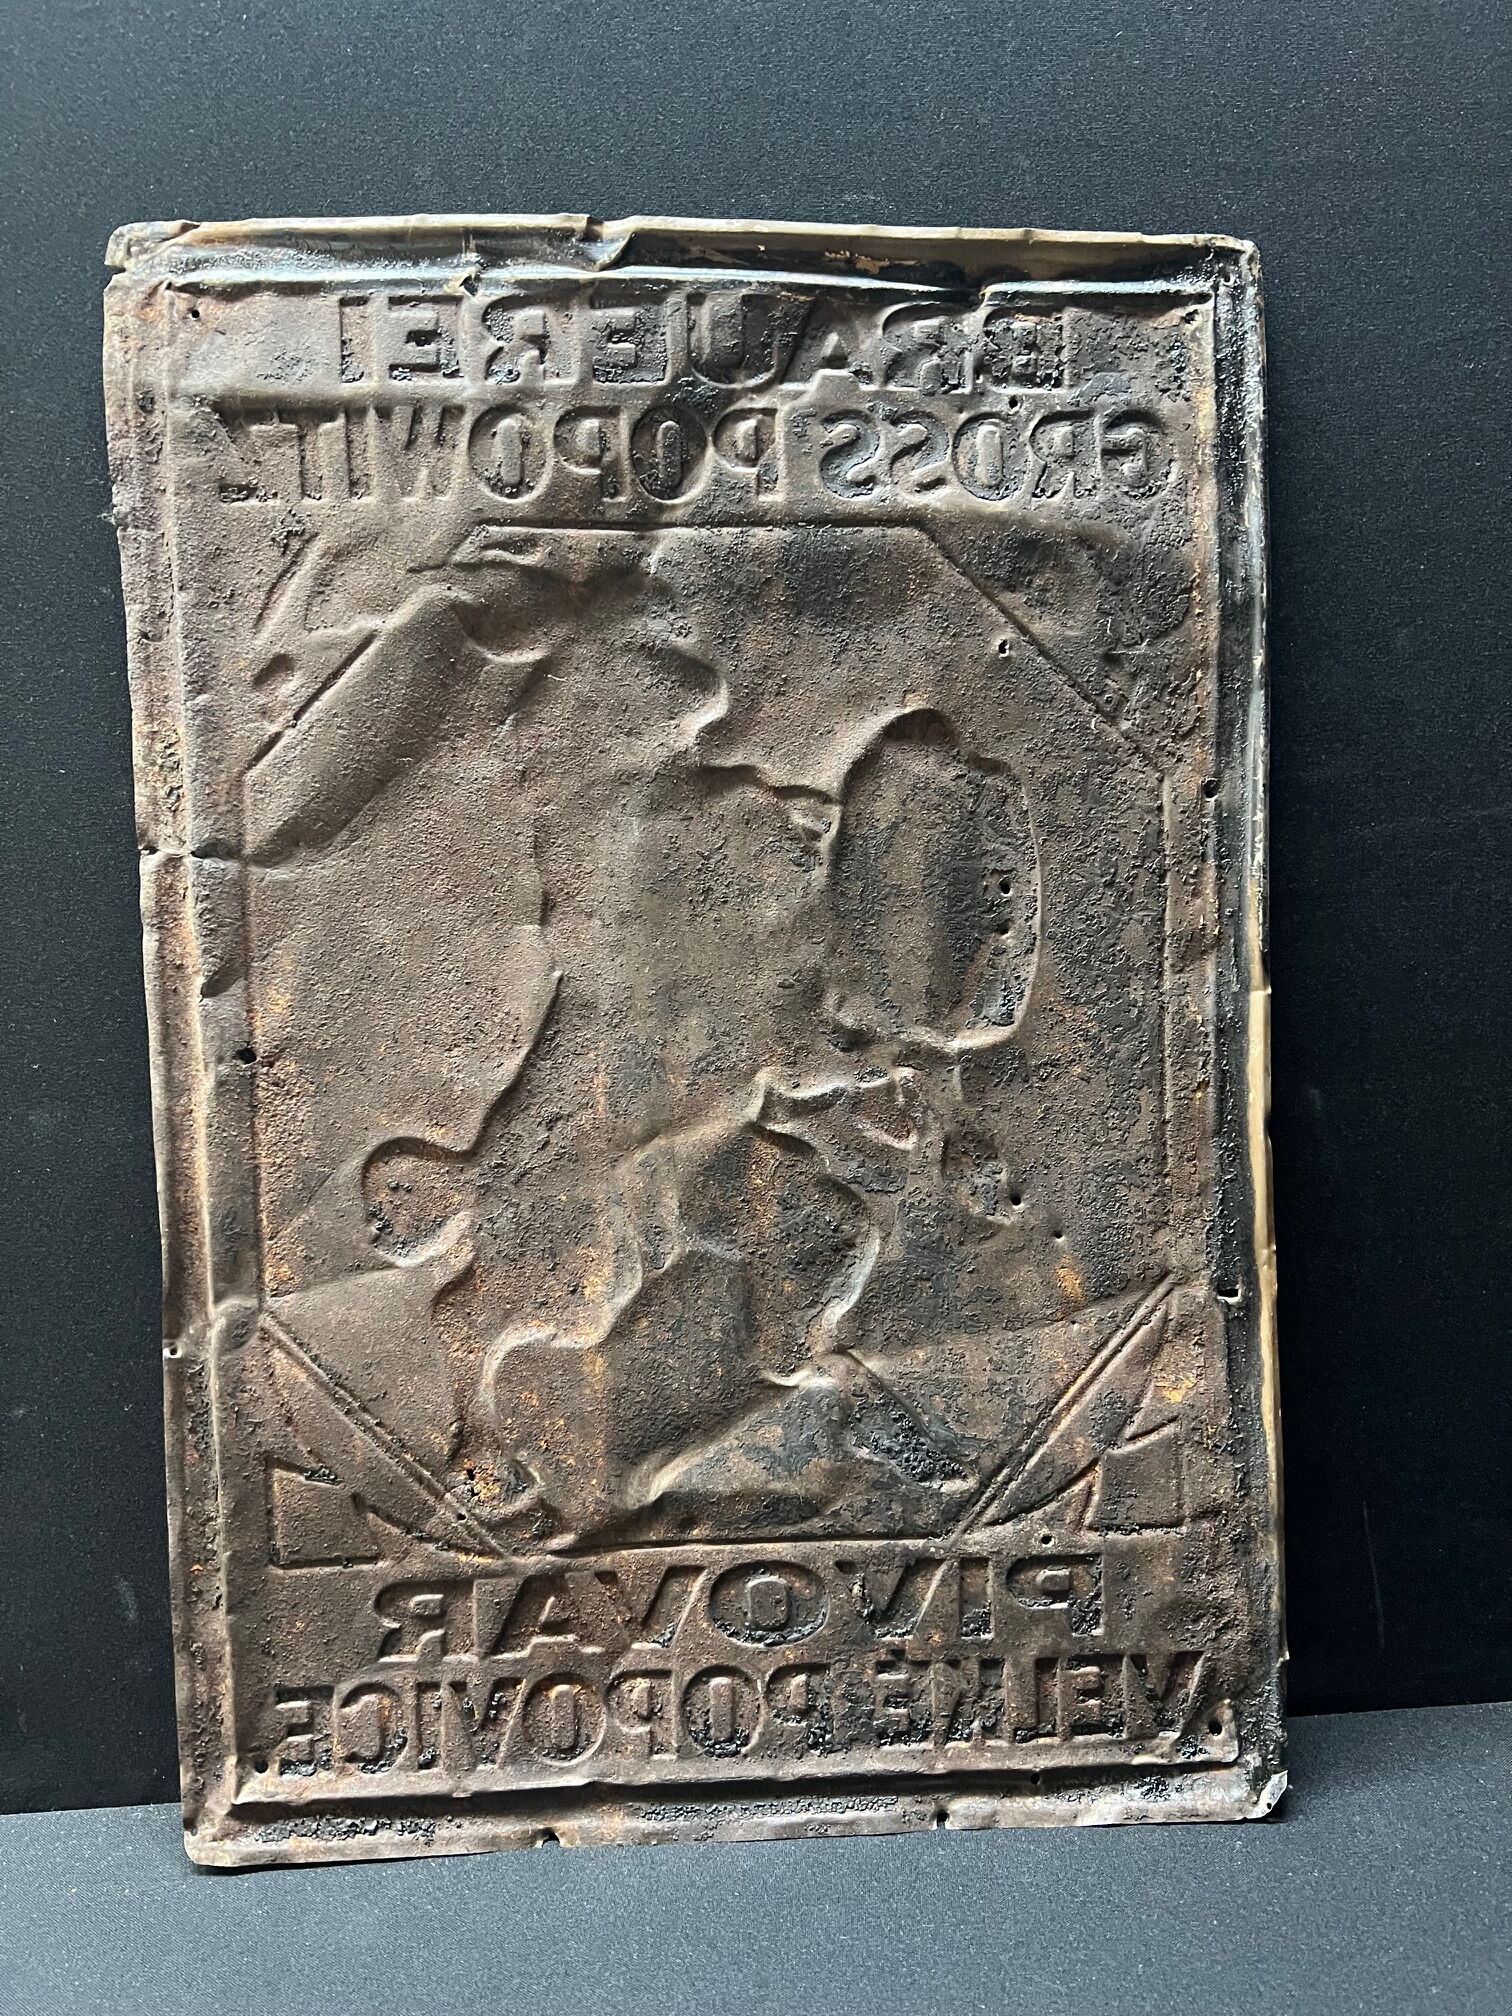 BRAUEREI
GROSS POPOWITZ
PIVOVAR
VELKÉ POPOVICE